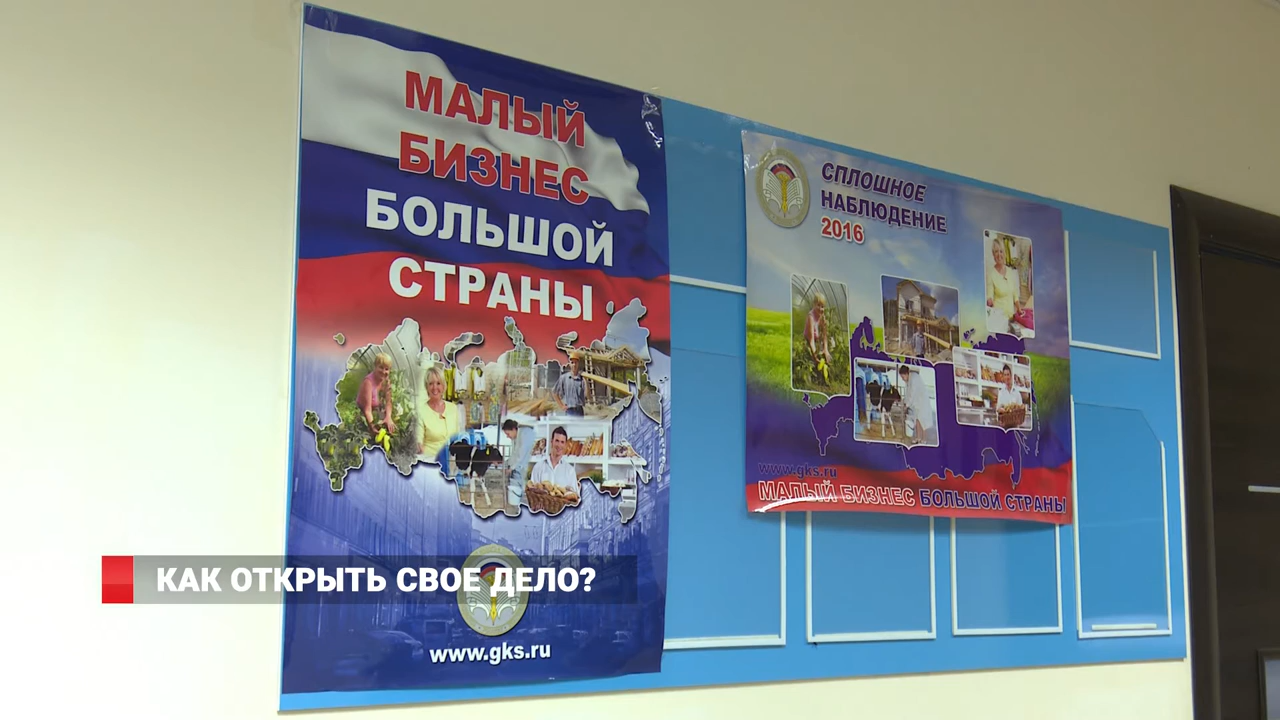 МАЛЫЙ
БИЗНЕС
БОЛЬШОЙ
СТРАНЫ
www.gks.ru
СПЛОШНОЕ
НАБЛЮДЕНИЕ
2016
www.gks.ru
МАЛЫЙ БИЗНЕС БОЛЬШОЙ СТРАНЫ
КАК ОТКРЫТЬ СВОЕ ДЕЛО?